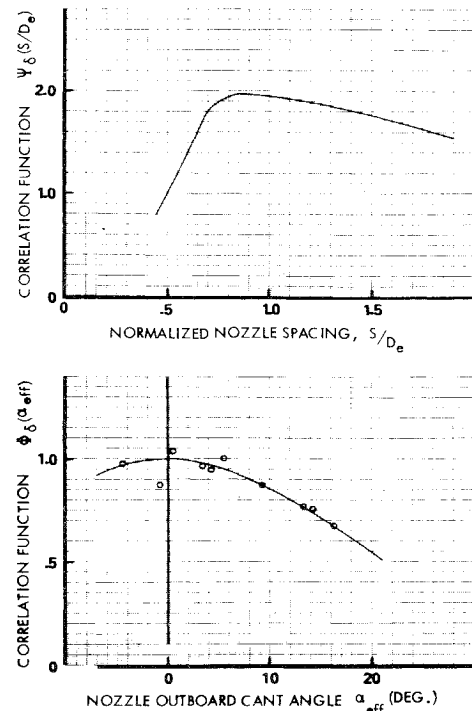 CORRELATION FUNCTION Ψδ(S/De)
2.0
1.0
0
0 .5 1.0 1.5
NORMALIZED NOZZLE SPACING, S/De
CORRELATION FUNCTION Φδ(αeff)
1.0
.5
0
0 10 20
NOZZLE OUTBOARD CANT ANGLE αeff (DEG.)